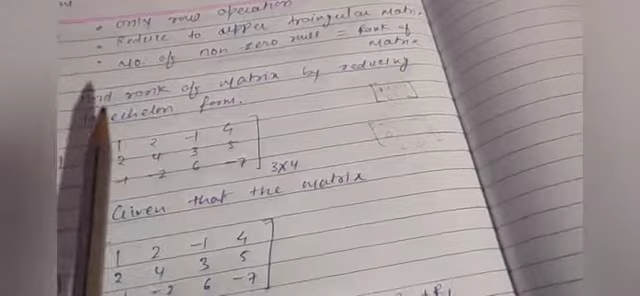 • only row operation
• Reduce to upper traingular Matri
• No. of non zero rows = Rank of Matrix
Find rank of Matrix by reducing
echelon form.
1 2 -1 4
2 4 3 5
-1 -2 6 -7
3x4
Given that the matrix
1 2 -1 4
2 4 3 5
-2 6 -7